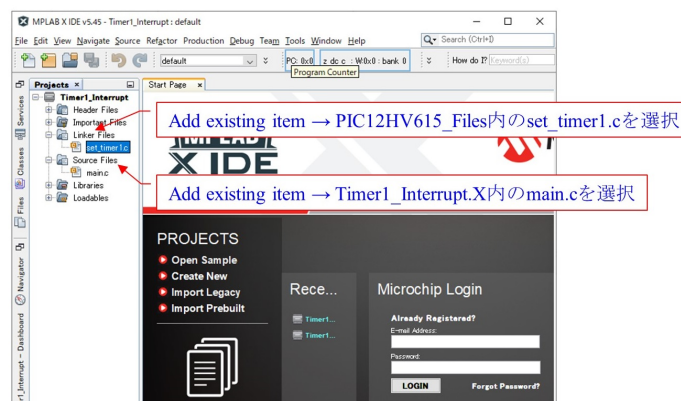 MPLAB X IDE v5.45 - Timer1_Interrupt : default
File Edit View Navigate Source Refactor Production Debug Team Tools Window Help
Search (Ctrl+I)
default
PC: 0x0
z dc c : W:0x0 : bank 0
How do I?
Keyword(s)
Program Counter
Projects
Start Page
Timer1_Interrupt
Header Files
Important Files
Linker Files
set_timer1.c
Source Files
main.c
Libraries
Loadables
Services
Classes
Files
Navigator
Dashboard
Add existing item → PIC12HV615_Files内のset_timer1.cを選択
MPLAB
X IDE
Add existing item → Timer1_Interrupt.X内のmain.cを選択
PROJECTS
Open Sample
Create New
Import Legacy
Import Prebuilt
Rece...
Timer1...
Timer1...
Microchip Login
Already Registered?
E-mail Address:
Password:
LOGIN
Forgot Password?